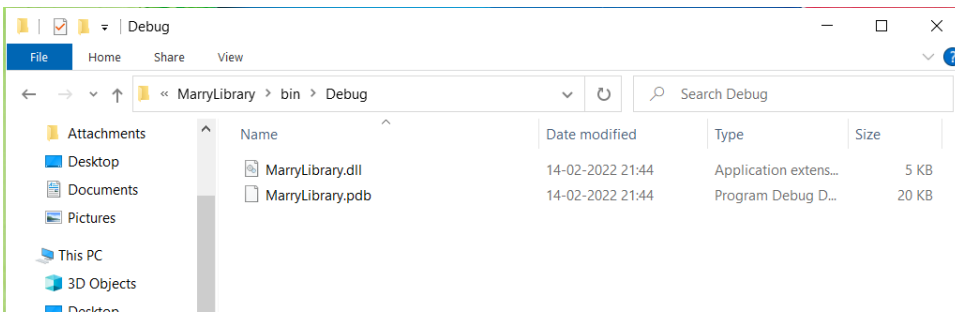 Debug
File Home Share View
« MarryLibrary > bin > Debug Search Debug
Attachments
Desktop
Documents
Pictures
This PC
3D Objects
Desktop
Name Date modified Type Size
MarryLibrary.dll 14-02-2022 21:44 Application extens... 5 KB
MarryLibrary.pdb 14-02-2022 21:44 Program Debug D... 20 KB